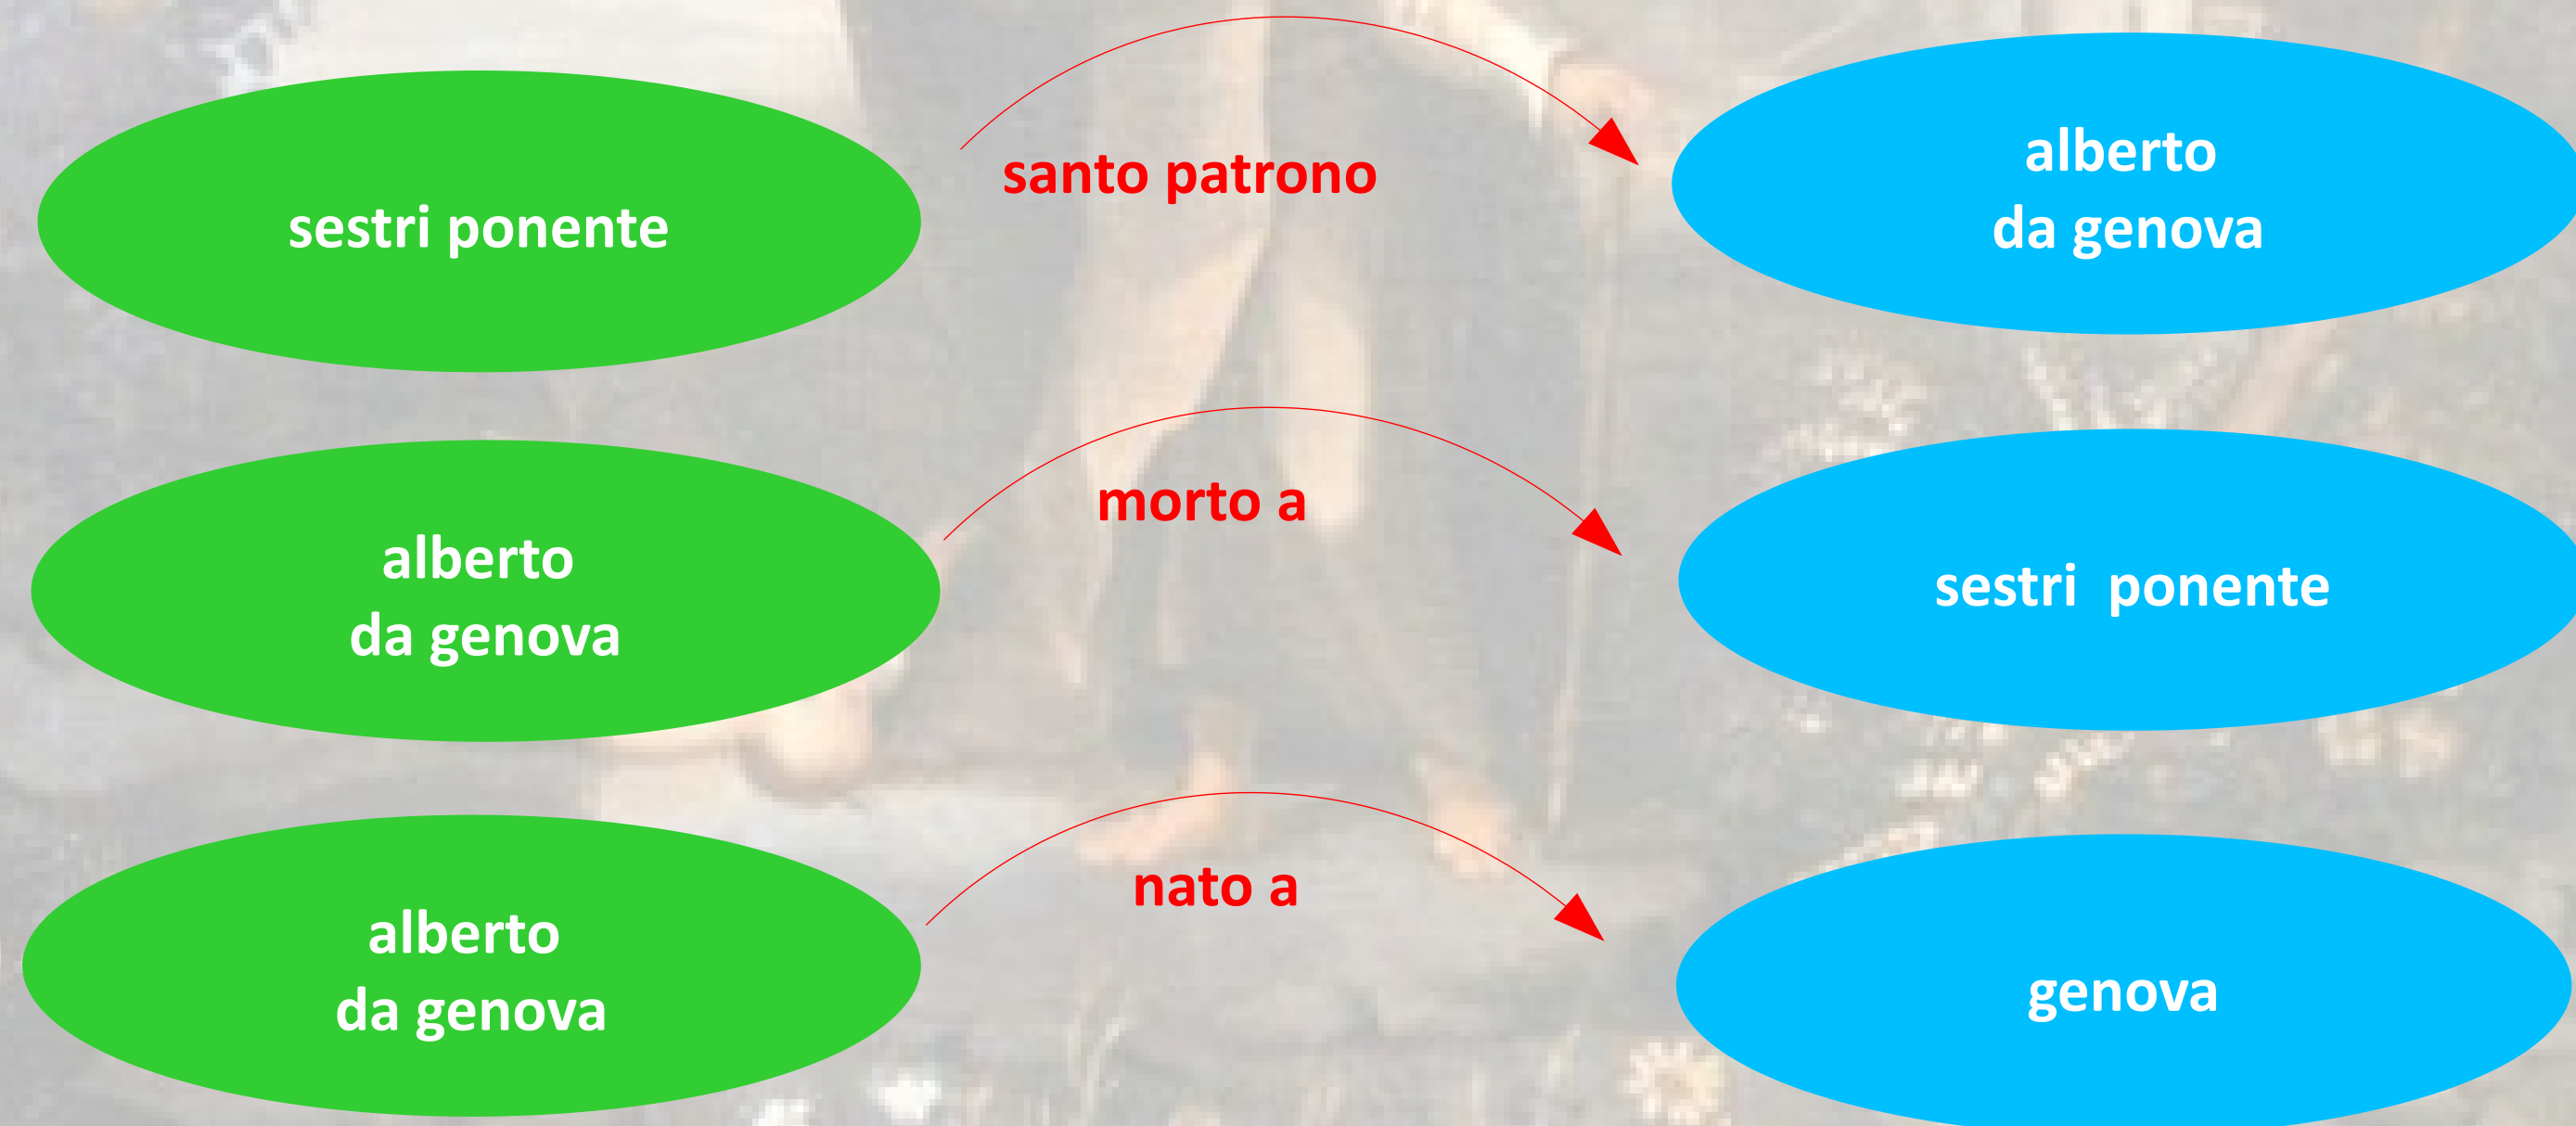 sestri ponente
santo patrono
alberto
da genova
alberto
da genova
morto a
sestri  ponente
alberto
da genova
nato a
genova